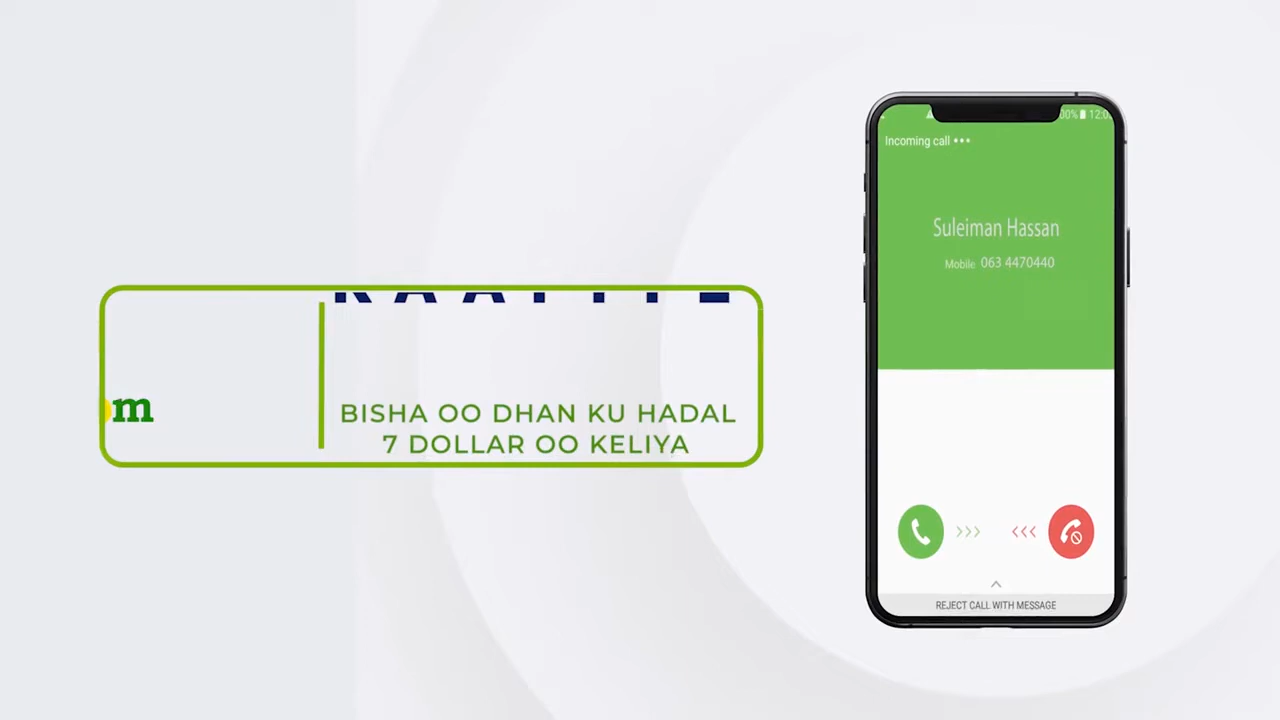 BISHA OO DHAN KU HADAL
7 DOLLAR OO KELIYA
Incoming call •••
Suleiman Hassan
Mobile 063 4470440
REJECT CALL WITH MESSAGE